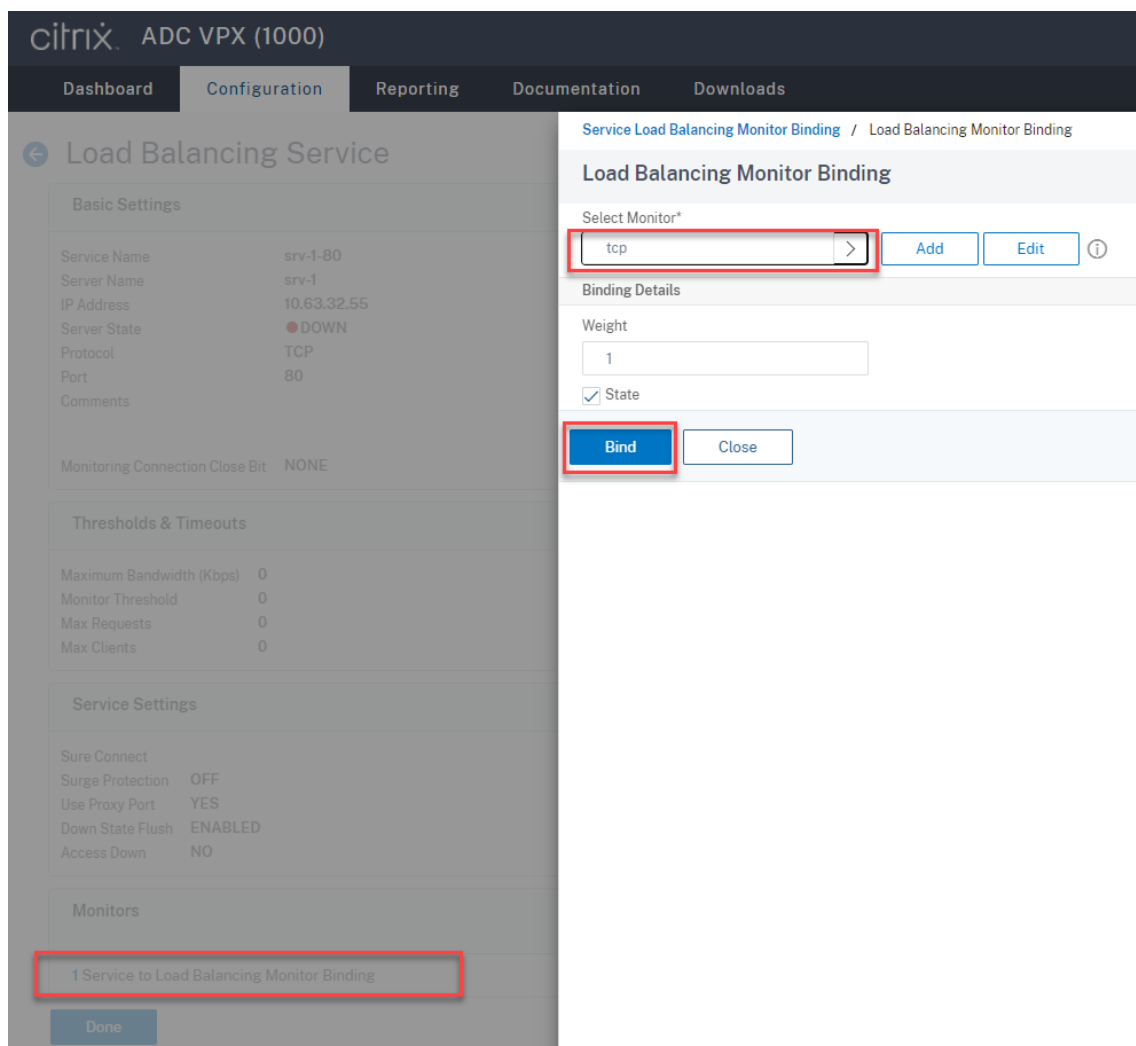 citrix. ADC VPX (1000)
Dashboard Configuration Reporting Documentation Downloads
Load Balancing Service
Basic Settings
Service Name srv-1-80
Server Name srv-1
IP Address 10.63.32.55
Server State DOWN
Protocol TCP
Port 80
Comments
Monitoring Connection Close Bit NONE
Thresholds & Timeouts
Maximum Bandwidth (Kbps) 0
Monitor Threshold 0
Max Requests 0
Max Clients 0
Service Settings
Sure Connect
Surge Protection OFF
Use Proxy Port YES
Down State Flush ENABLED
Access Down NO
Monitors
1 Service to Load Balancing Monitor Binding
Done
Service Load Balancing Monitor Binding / Load Balancing Monitor Binding
Load Balancing Monitor Binding
Select Monitor*
tcp > Add Edit
Binding Details
Weight
1
State
Bind Close